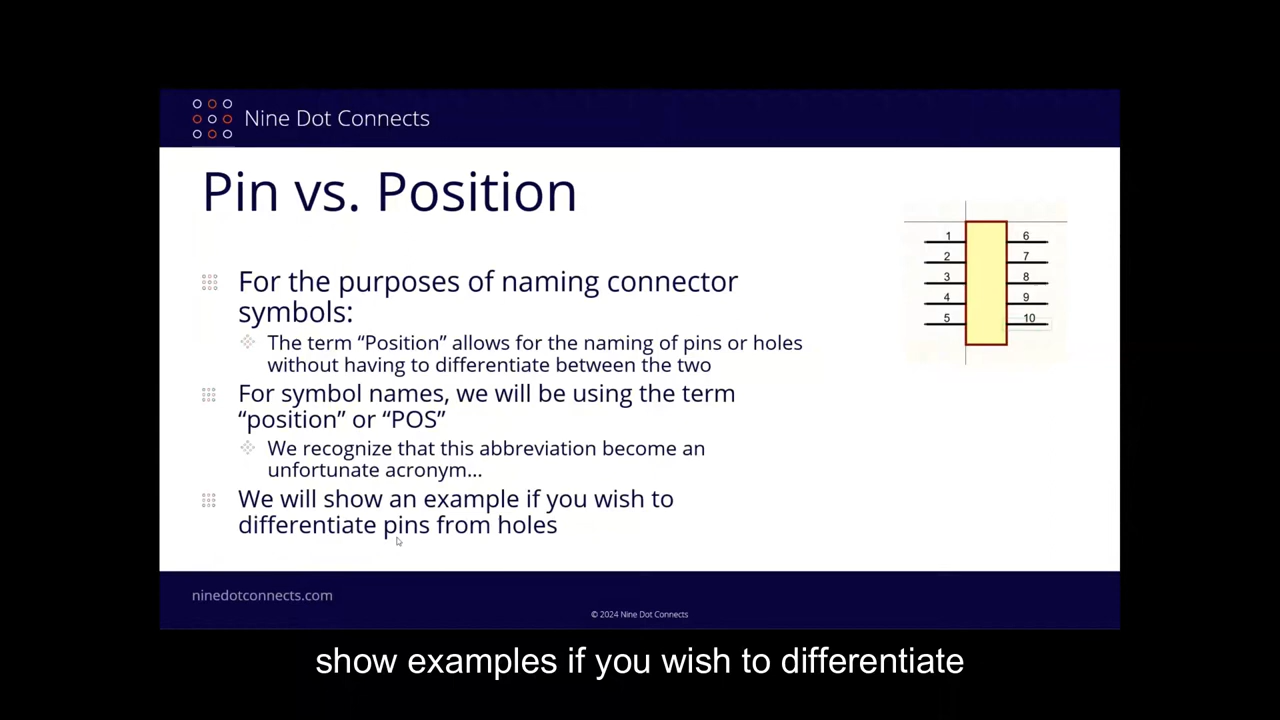 Nine Dot Connects
Pin vs. Position
For the purposes of naming connector
symbols:
The term “Position” allows for the naming of pins or holes
without having to differentiate between the two
For symbol names, we will be using the term
“position” or “POS”
We recognize that this abbreviation become an
unfortunate acronym...
We will show an example if you wish to
differentiate pins from holes
1 6
2 7
3 8
4 9
5 10
ninedotconnects.com
© 2024 Nine Dot Connects
show examples if you wish to differentiate